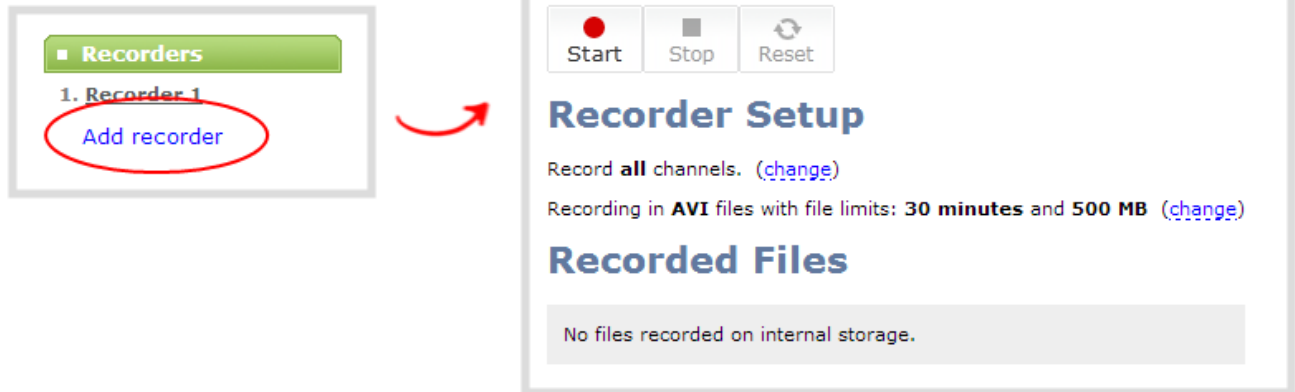 Recorders
1. Recorder 1
Add recorder
Start Stop Reset
Recorder Setup
Record all channels. (change)
Recording in AVI files with file limits: 30 minutes and 500 MB (change)
Recorded Files
No files recorded on internal storage.